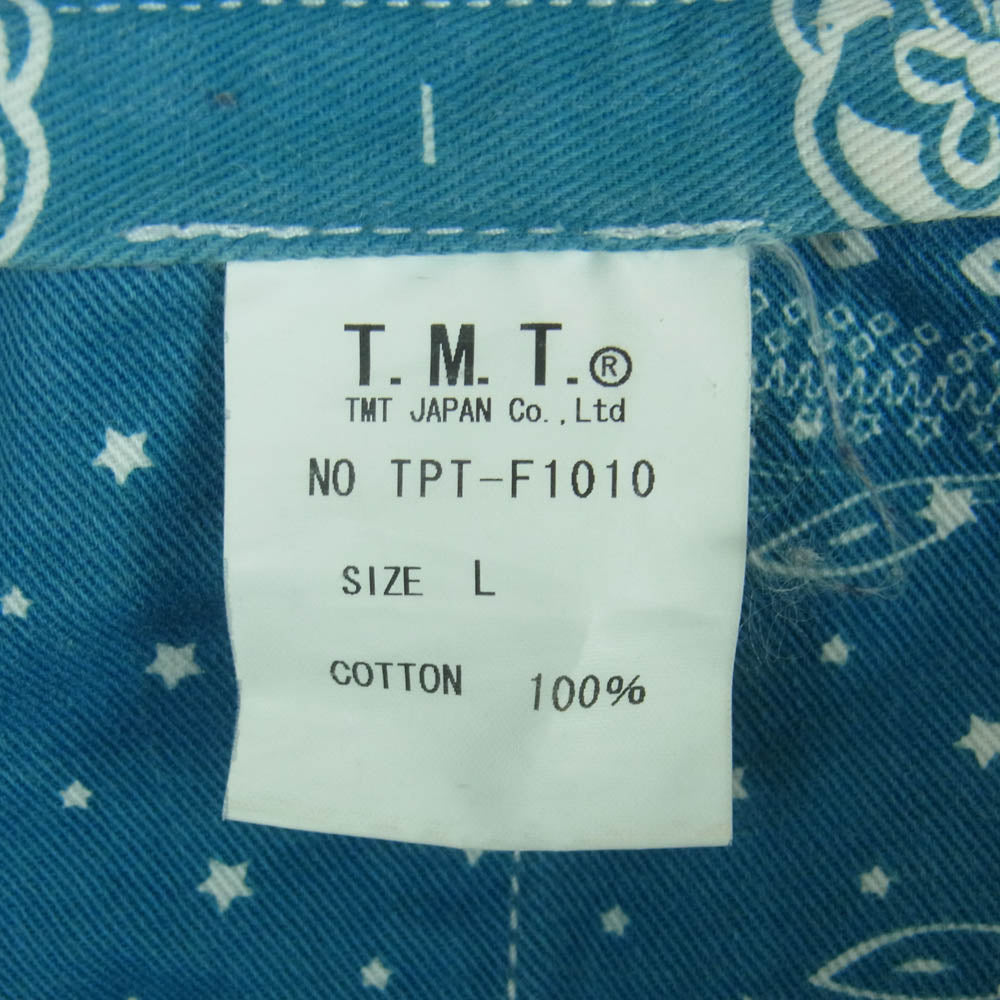 T.M.T.®
TMT JAPAN Co.,Ltd
NO TPT-F1010
SIZE L
COTTON 100%